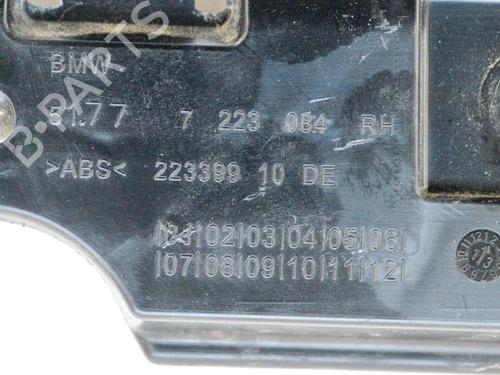 B-PARTS
BMW
51.77 7 223 084 RH
>ABS< 223399 10 DE
|02|03|04|05|06|
|07|08|09|10|11|12|